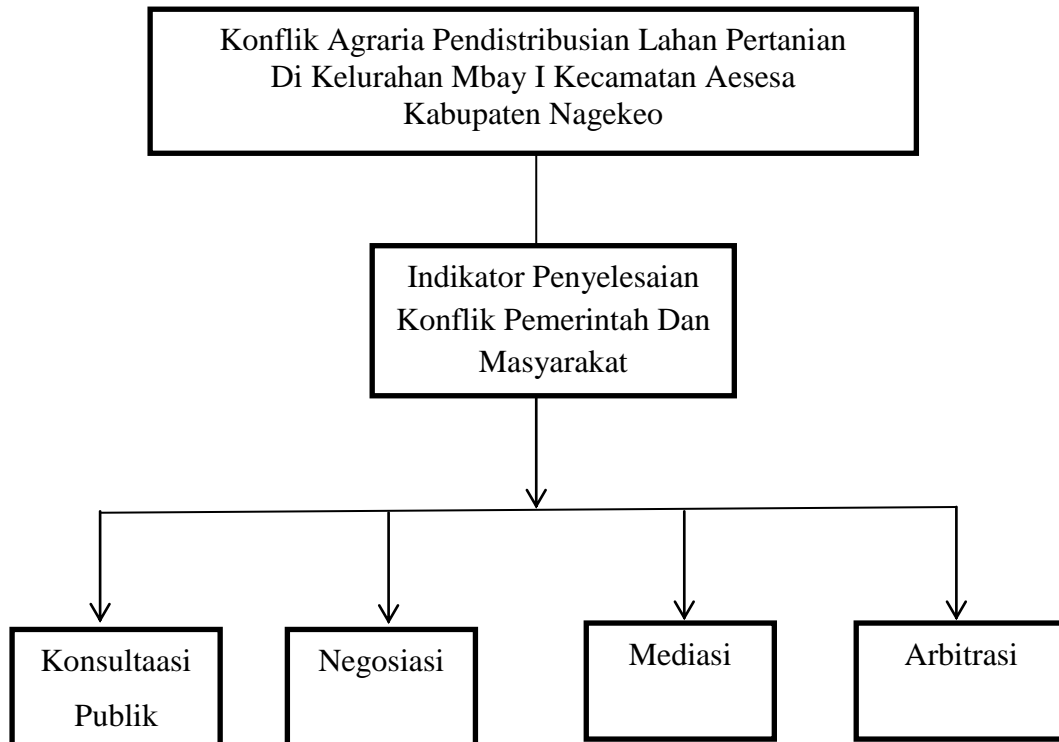 Konflik Agraria Pendistribusian Lahan Pertanian
Di Kelurahan Mbay I Kecamatan Aesesa
Kabupaten Nagekeo
Indikator Penyelesaian
Konflik Pemerintah Dan
Masyarakat
Konsultaasi
Publik
Negosiasi
Mediasi
Arbitrasi